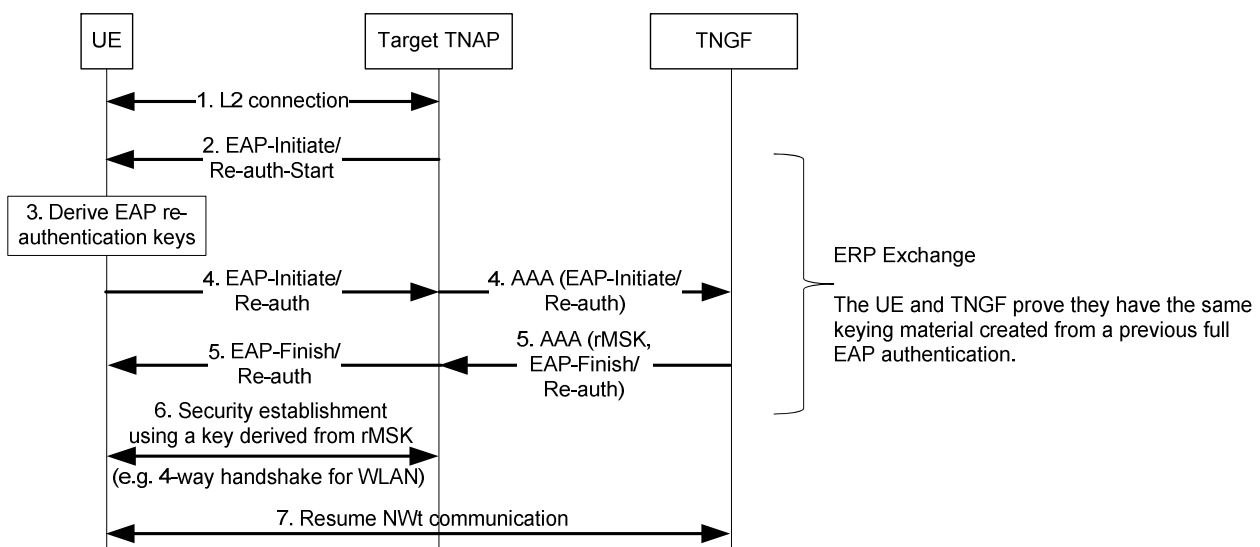 UE
Target TNAP
TNGF
1. L2 connection
2. EAP-Initiate/
Re-auth-Start
3. Derive EAP re-
authentication keys
4. EAP-Initiate/
Re-auth
4. AAA (EAP-Initiate/
Re-auth)
5. EAP-Finish/
Re-auth
5. AAA (rMSK,
EAP-Finish/
Re-auth)
ERP Exchange
The UE and TNGF prove they have the same
keying material created from a previous full
EAP authentication.
6. Security establishment
using a key derived from rMSK
(e.g. 4-way handshake for WLAN)
7. Resume NWt communication